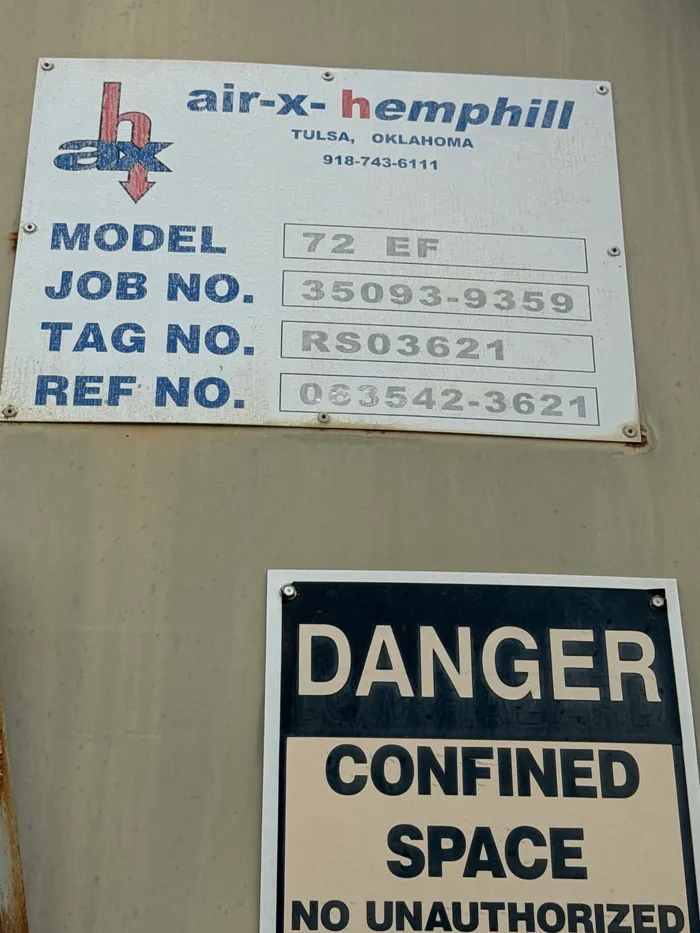 hax
air-x-hemphill
TULSA, OKLAHOMA
918-743-6111
MODEL 72 EF
JOB NO. 35093-9359
TAG NO. RS03621
REF NO. 063542-3621
DANGER
CONFINED
SPACE
NO UNAUTHORIZED